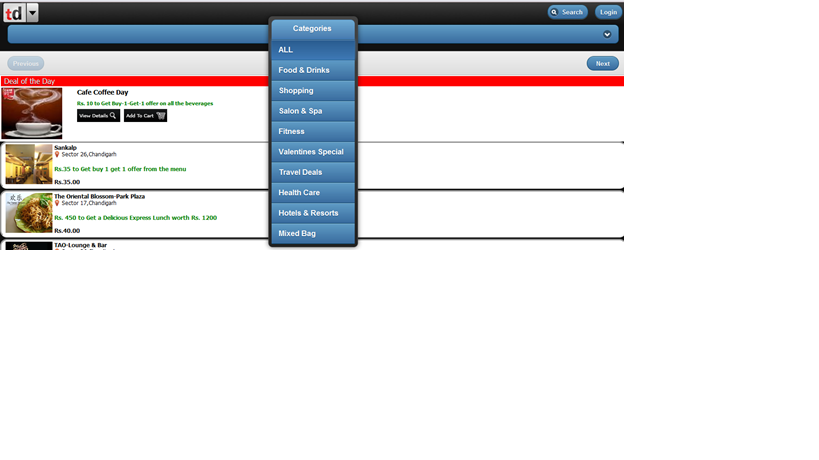 td
Search
Login
Categories
ALL
Food & Drinks
Shopping
Salon & Spa
Fitness
Valentines Special
Travel Deals
Health Care
Hotels & Resorts
Mixed Bag
Previous
Next
Deal of the Day
Cafe Coffee Day
Rs. 10 to Get Buy-1-Get-1 offer on all the beverages
View Details
Add To Cart
Sankalp
Sector 26,Chandigarh
Rs.35 to Get buy 1 get 1 offer from the menu
Rs.35.00
The Oriental Blossom-Park Plaza
Sector 17,Chandigarh
Rs. 450 to Get a Delicious Express Lunch worth Rs. 1200
Rs.40.00
TAO-Lounge & Bar